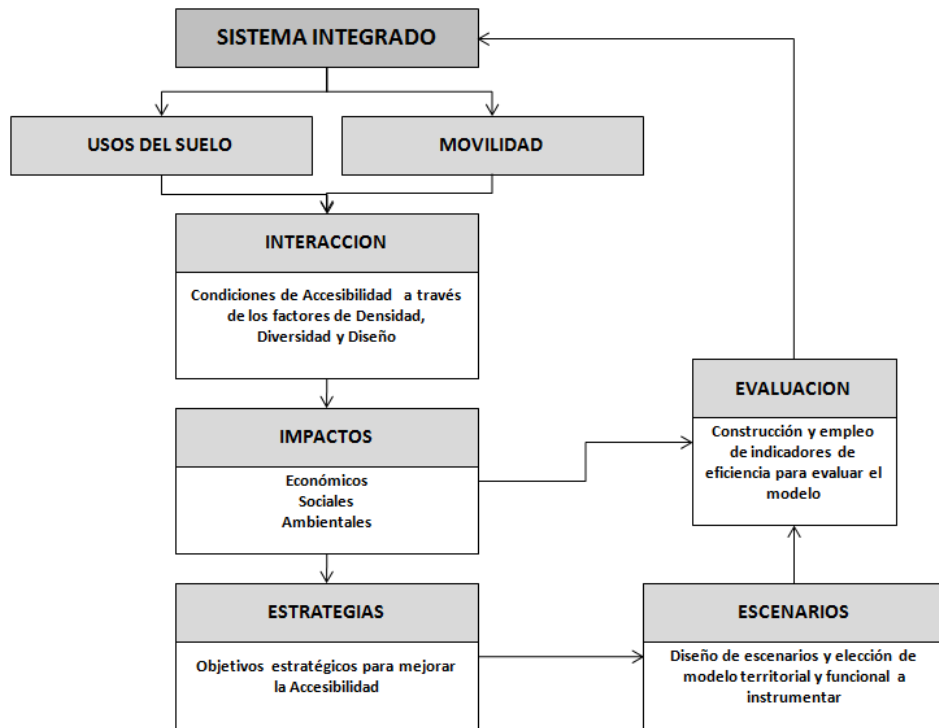 SISTEMA INTEGRADO
USOS DEL SUELO
MOVILIDAD
INTERACCION
Condiciones de Accesibilidad a través
de los factores de Densidad,
Diversidad y Diseño
IMPACTOS
Económicos
Sociales
Ambientales
EVALUACION
Construcción y empleo
de indicadores de
eficiencia para evaluar el
modelo
ESTRATEGIAS
Objetivos estratégicos para mejorar
la Accesibilidad
ESCENARIOS
Diseño de escenarios y elección de
modelo territorial y funcional a
instrumentar